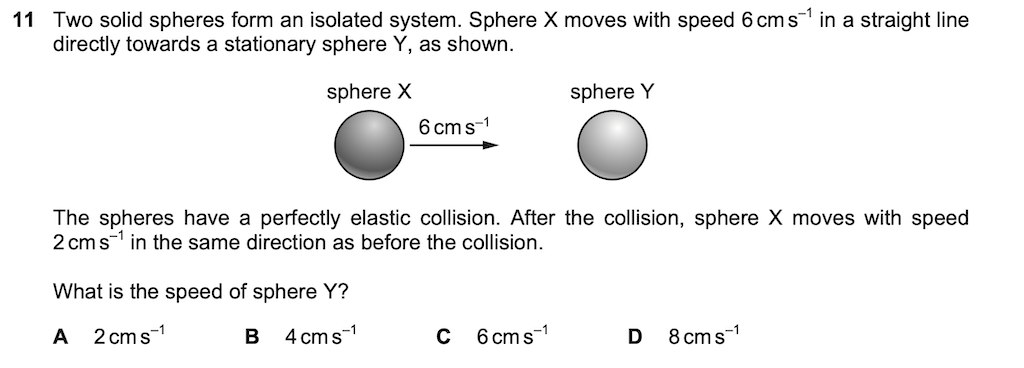 11 Two solid spheres form an isolated system. Sphere X moves with speed 6 cm s⁻¹ in a straight line
directly towards a stationary sphere Y, as shown.
sphere X sphere Y
6 cm s⁻¹
The spheres have a perfectly elastic collision. After the collision, sphere X moves with speed
2 cm s⁻¹ in the same direction as before the collision.
What is the speed of sphere Y?
A 2 cm s⁻¹ B 4 cm s⁻¹ C 6 cm s⁻¹ D 8 cm s⁻¹